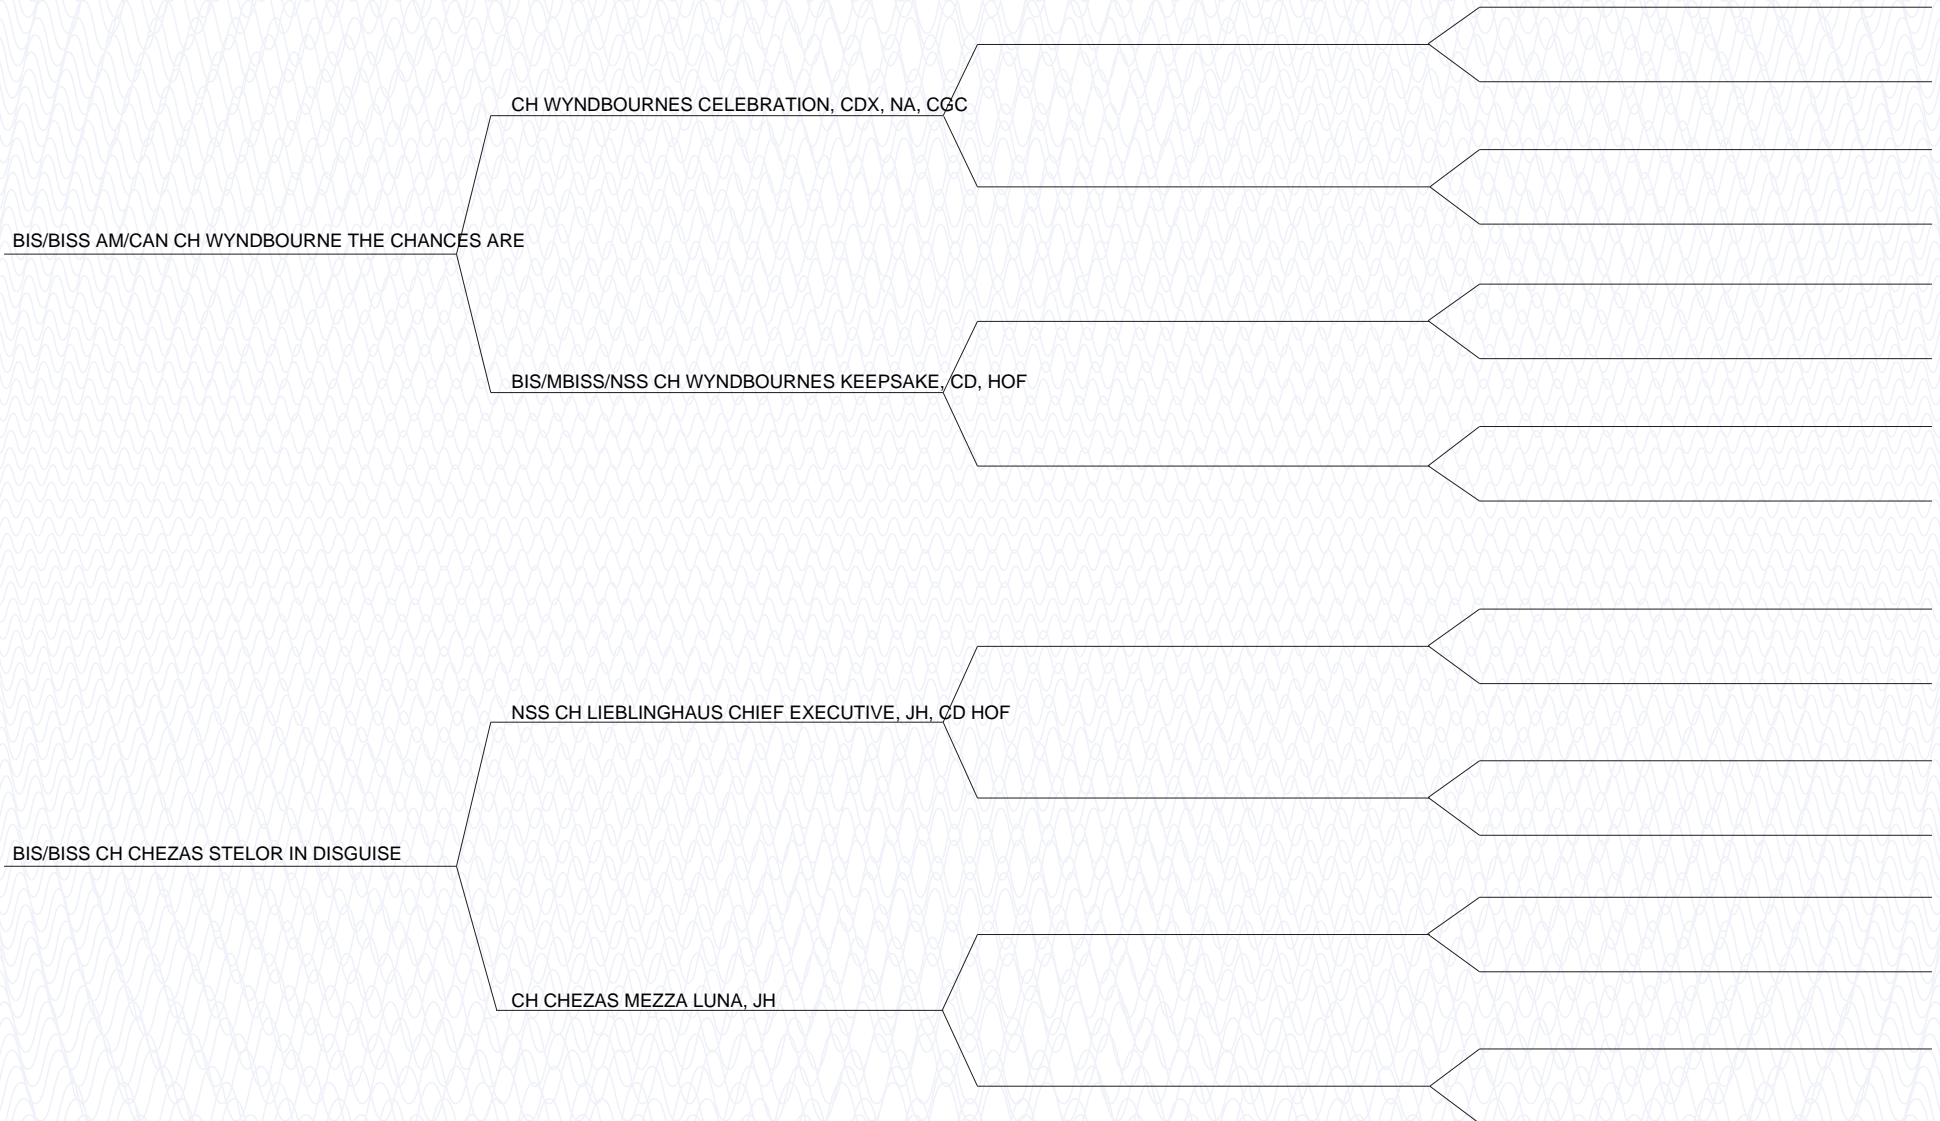 CH WYNDBOURNES CELEBRATION, CDX, NA, CGC
BIS/BISS AM/CAN CH WYNDBOURNE THE CHANCES ARE
BIS/MBISS/NSS CH WYNDBOURNES KEEPSAKE, CD, HOF
NSS CH LIEBLINGHAUS CHIEF EXECUTIVE, JH, CD HOF
BIS/BISS CH CHEZAS STELOR IN DISGUISE
CH CHEZAS MEZZA LUNA, JH